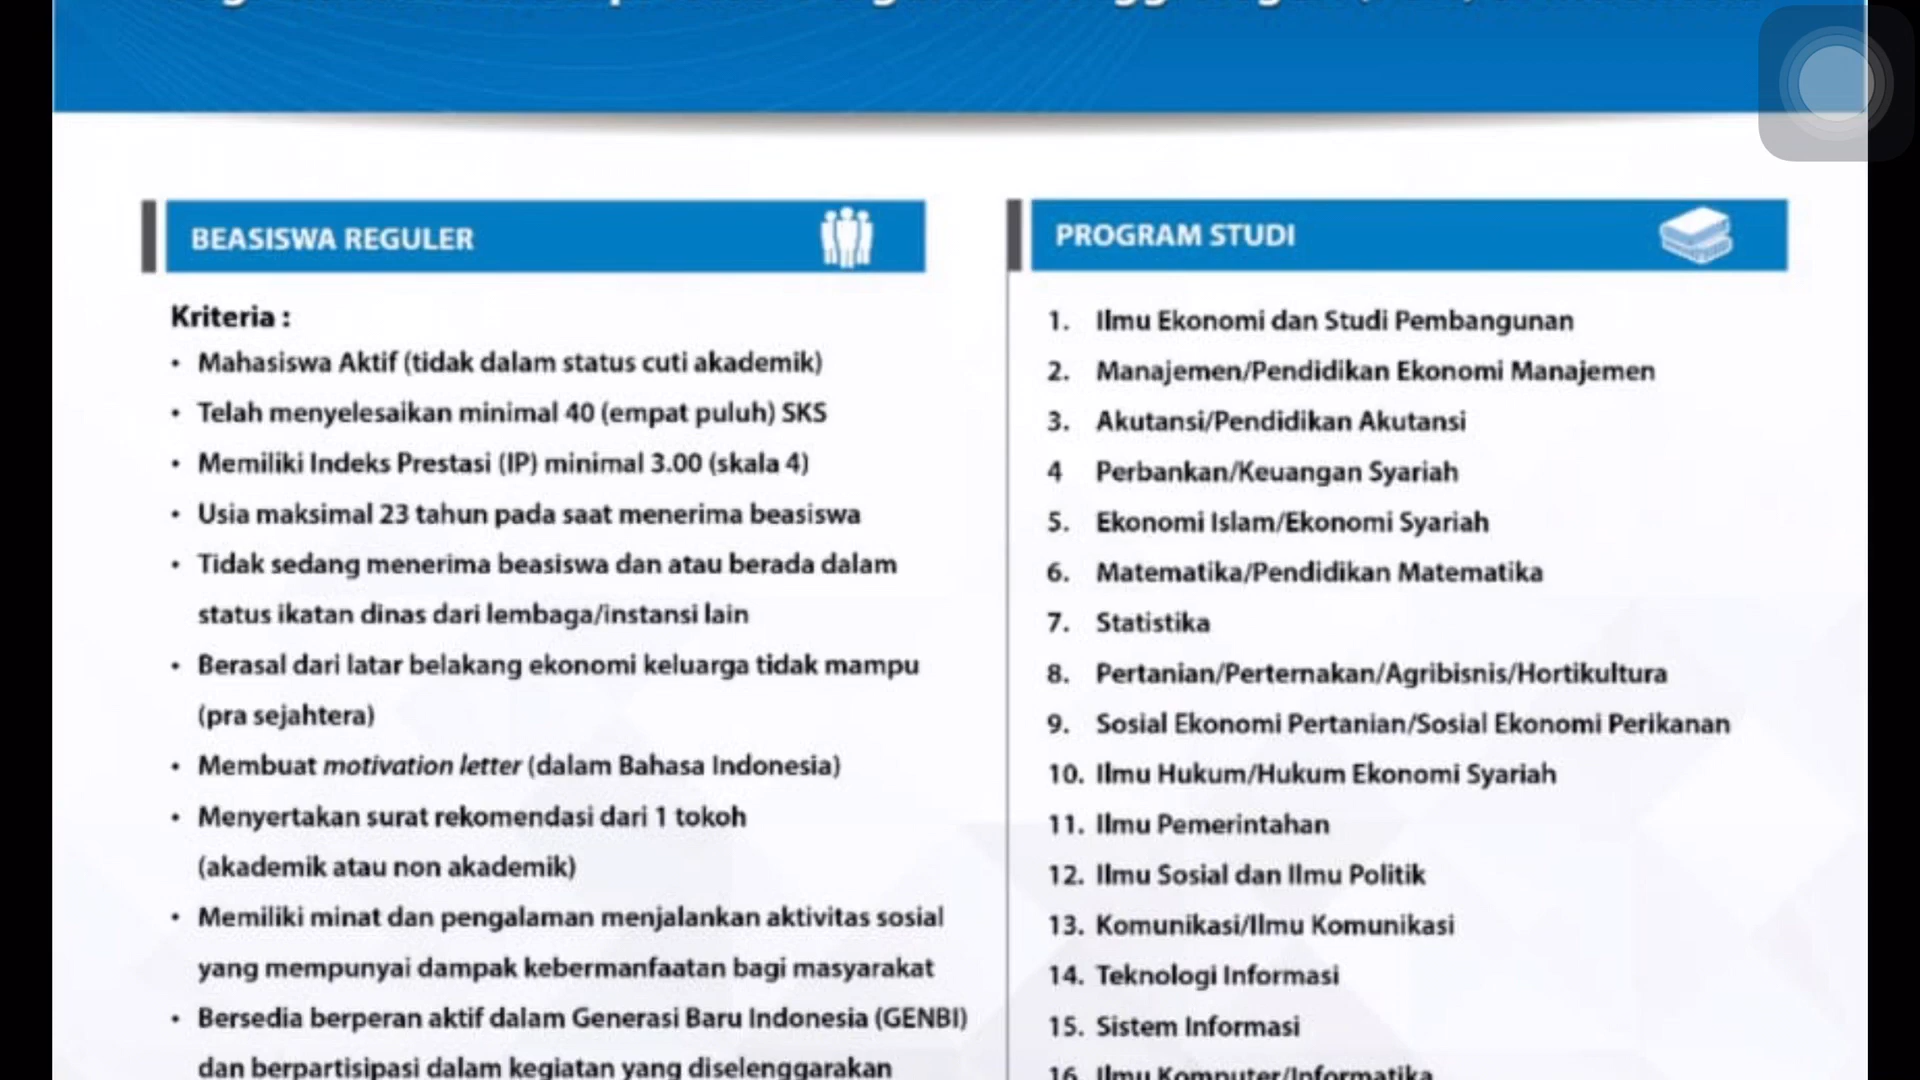 BEASISWA REGULER
Kriteria :
• Mahasiswa Aktif (tidak dalam status cuti akademik)
• Telah menyelesaikan minimal 40 (empat puluh) SKS
• Memiliki Indeks Prestasi (IP) minimal 3.00 (skala 4)
• Usia maksimal 23 tahun pada saat menerima beasiswa
• Tidak sedang menerima beasiswa dan atau berada dalam
status ikatan dinas dari lembaga/instansi lain
• Berasal dari latar belakang ekonomi keluarga tidak mampu
(pra sejahtera)
• Membuat motivation letter (dalam Bahasa Indonesia)
• Menyertakan surat rekomendasi dari 1 tokoh
(akademik atau non akademik)
• Memiliki minat dan pengalaman menjalankan aktivitas sosial
yang mempunyai dampak kebermanfaatan bagi masyarakat
• Bersedia berperan aktif dalam Generasi Baru Indonesia (GENBI)
dan berpartisipasi dalam kegiatan yang diselenggarakan
PROGRAM STUDI
1. Ilmu Ekonomi dan Studi Pembangunan
2. Manajemen/Pendidikan Ekonomi Manajemen
3. Akutansi/Pendidikan Akutansi
4 Perbankan/Keuangan Syariah
5. Ekonomi Islam/Ekonomi Syariah
6. Matematika/Pendidikan Matematika
7. Statistika
8. Pertanian/Perternakan/Agribisnis/Hortikultura
9. Sosial Ekonomi Pertanian/Sosial Ekonomi Perikanan
10. Ilmu Hukum/Hukum Ekonomi Syariah
11. Ilmu Pemerintahan
12. Ilmu Sosial dan Ilmu Politik
13. Komunikasi/Ilmu Komunikasi
14. Teknologi Informasi
15. Sistem Informasi
16. Ilmu Komputer/Informatika